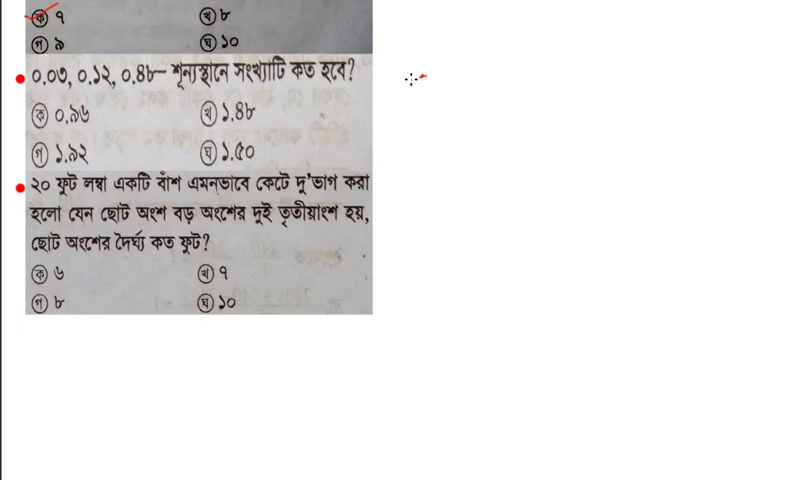 ক ৭ খ ৮
গ ৯ ঘ ১০
০.০৩, ০.১২, ০.৪৮– শূন্যস্থানে সংখ্যাটি কত হবে?
ক ০.৯৬ খ ১.৪৮
গ ১.৯২ ঘ ১.৫০
২০ ফুট লম্বা একটি বাঁশ এমনভাবে কেটে দু'ভাগ করা
হলো যেন ছোট অংশ বড় অংশের দুই তৃতীয়াংশ হয়,
ছোট অংশের দৈর্ঘ্য কত ফুট?
ক ৬ খ ৭
গ ৮ ঘ ১০